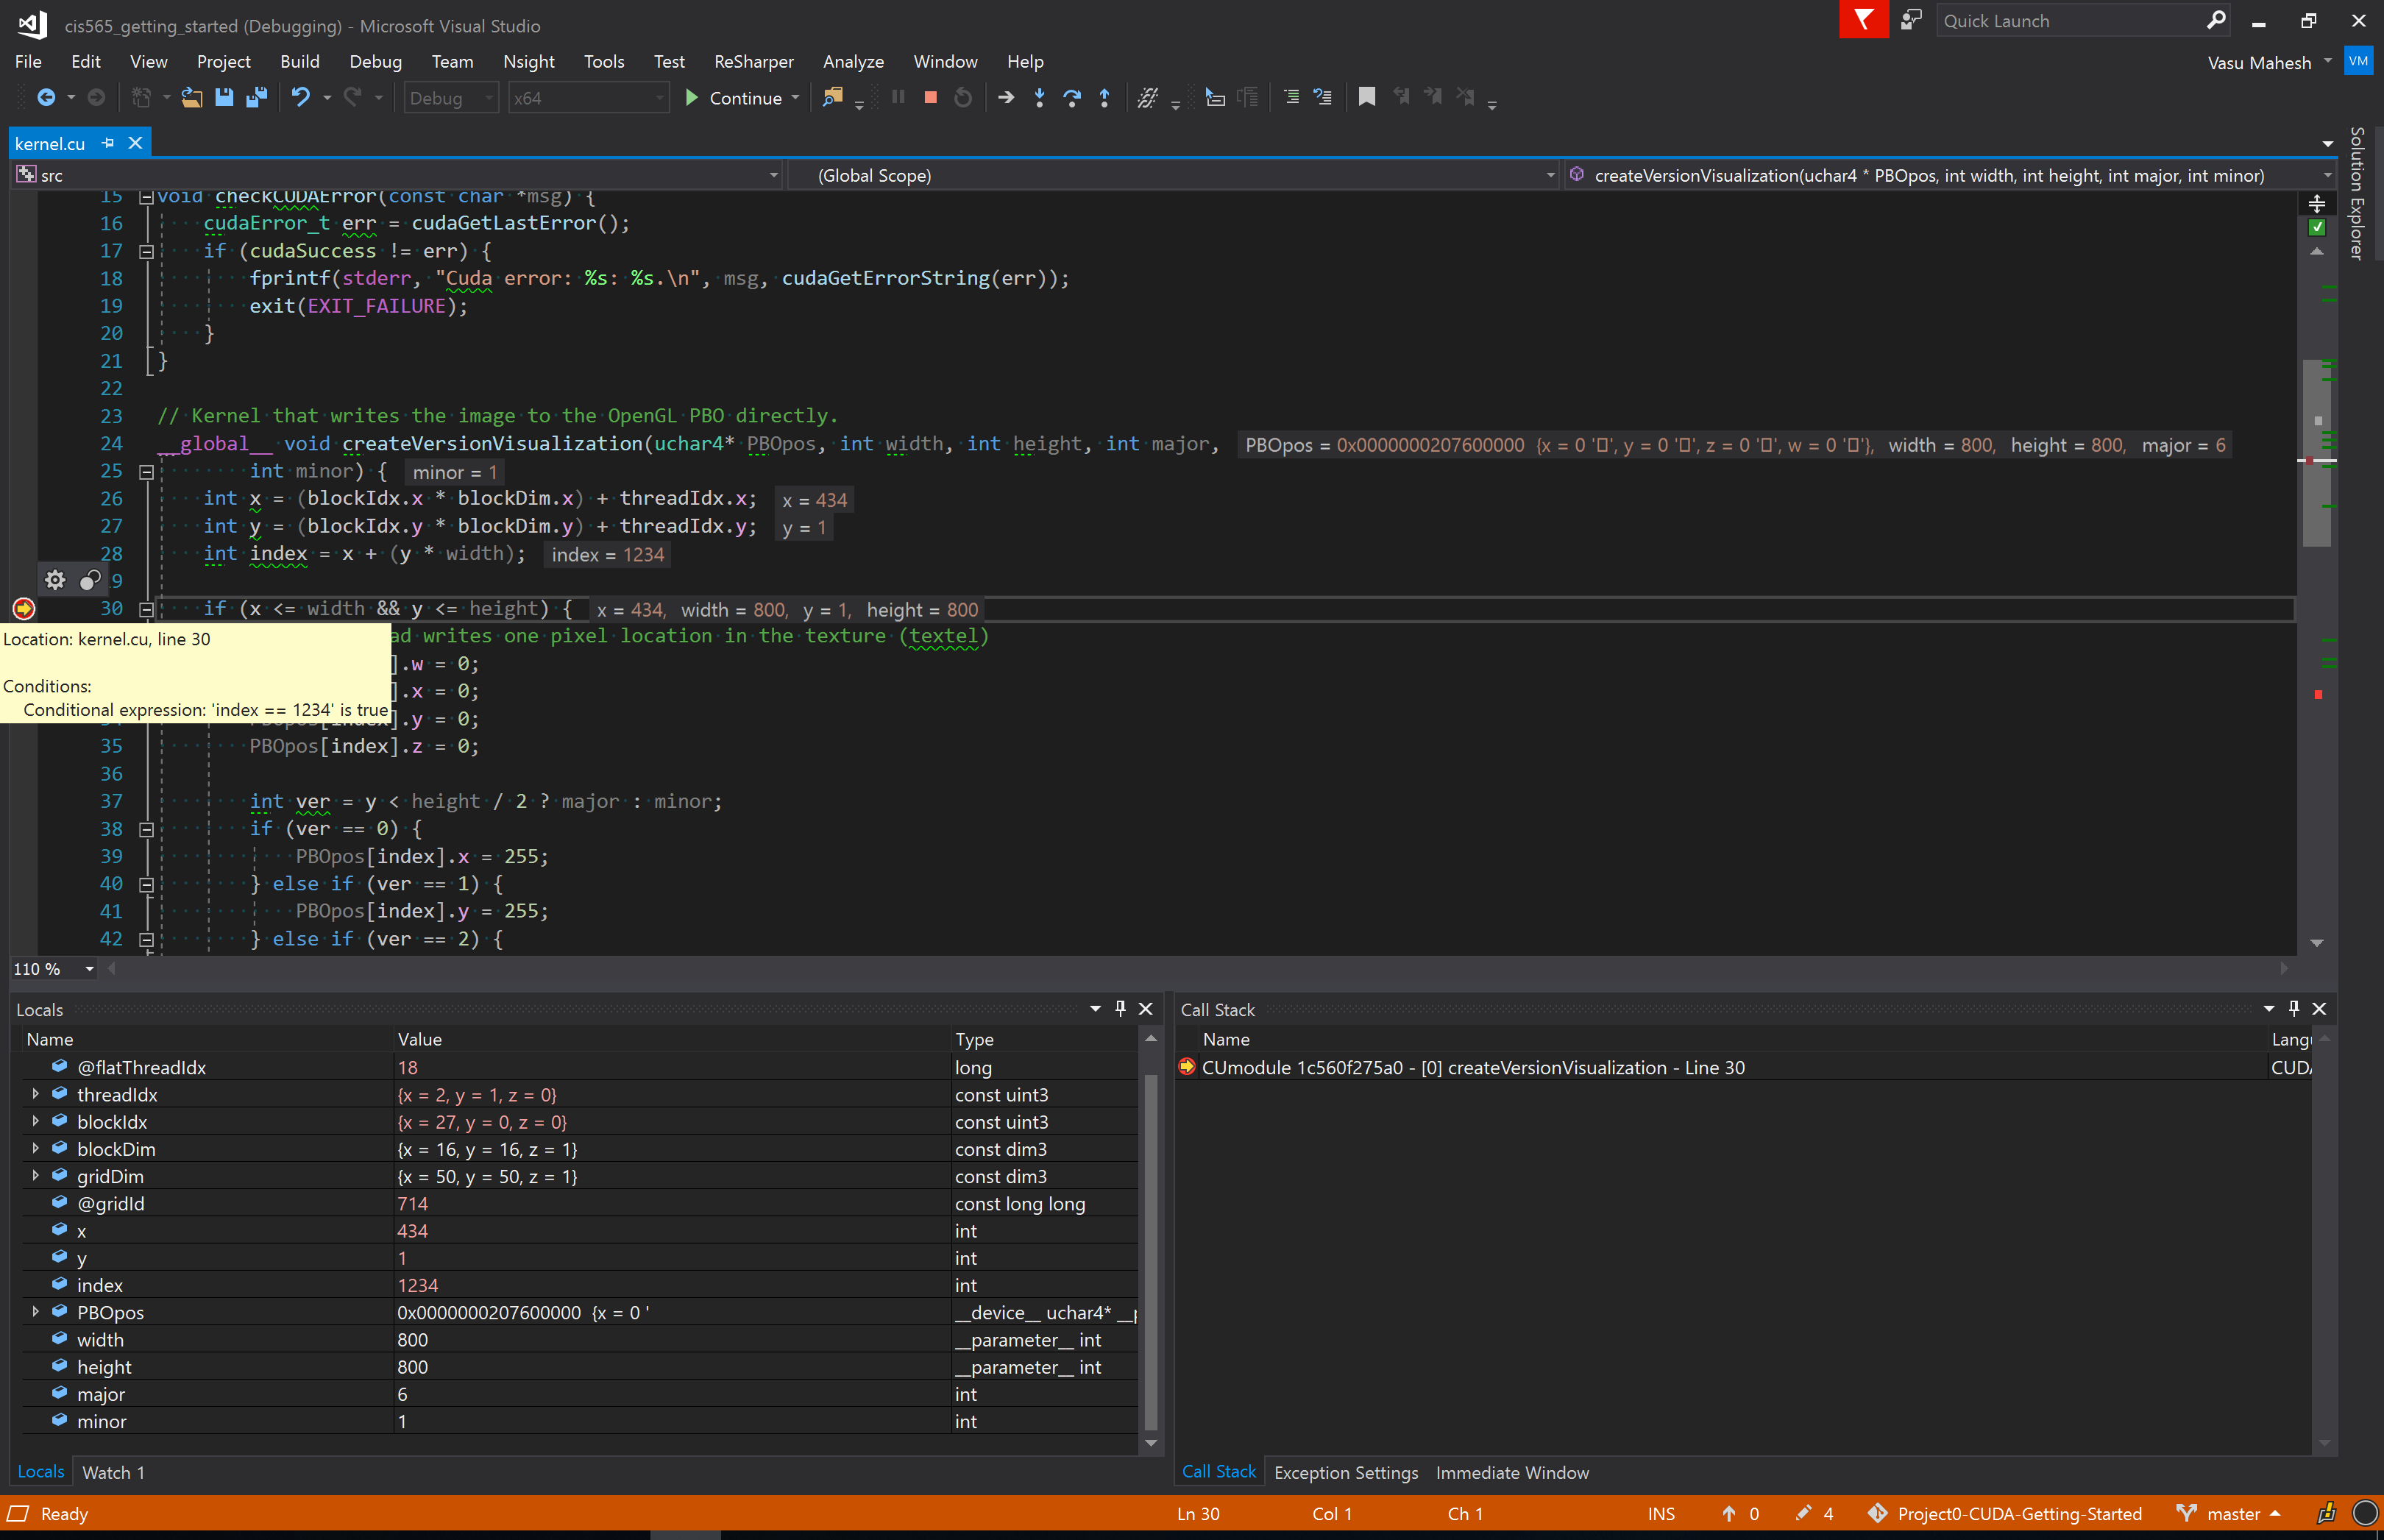 cis565_getting_started (Debugging) - Microsoft Visual Studio
Quick Launch
File Edit View Project Build Debug Team Nsight Tools Test ReSharper Analyze Window Help
Vasu Mahesh VM
Debug x64 Continue
kernel.cu
Solution Explorer
src (Global Scope) createVersionVisualization(uchar4 * PBOpos, int width, int height, int major, int minor)
15 void checkCUDAError(const char *msg) {
16 cudaError_t err = cudaGetLastError();
17 if (cudaSuccess != err) {
18 fprintf(stderr, "Cuda error: %s: %s.\n", msg, cudaGetErrorString(err));
19 exit(EXIT_FAILURE);
20 }
21 }
22
23 // Kernel that writes the image to the OpenGL PBO directly.
24 __global__ void createVersionVisualization(uchar4* PBOpos, int width, int height, int major, PBOpos = 0x0000000207600000 {x = 0 '▯', y = 0 '▯', z = 0 '▯', w = 0 '▯'}, width = 800, height = 800, major = 6
25 int minor) { minor = 1
26 int x = (blockIdx.x * blockDim.x) + threadIdx.x; x = 434
27 int y = (blockIdx.y * blockDim.y) + threadIdx.y; y = 1
28 int index = x + (y * width); index = 1234
9
30 if (x <= width && y <= height) { x = 434, width = 800, y = 1, height = 800
Location: kernel.cu, line 30
ad writes one pixel location in the texture (textel)
].w = 0;
Conditions:
].x = 0;
Conditional expression: 'index == 1234' is true
].y = 0;
35 PBOpos[index].z = 0;
36
37 int ver = y < height / 2 ? major : minor;
38 if (ver == 0) {
39 PBOpos[index].x = 255;
40 } else if (ver == 1) {
41 PBOpos[index].y = 255;
42 } else if (ver == 2) {
110 %
Locals
Name Value Type
@flatThreadIdx 18 long
threadIdx {x = 2, y = 1, z = 0} const uint3
blockIdx {x = 27, y = 0, z = 0} const uint3
blockDim {x = 16, y = 16, z = 1} const dim3
gridDim {x = 50, y = 50, z = 1} const dim3
@gridId 714 const long long
x 434 int
y 1 int
index 1234 int
PBOpos 0x0000000207600000 {x = 0 ' __device__ uchar4* __p
width 800 __parameter__ int
height 800 __parameter__ int
major 6 int
minor 1 int
Locals Watch 1
Call Stack
Name Langu
CUmodule 1c560f275a0 - [0] createVersionVisualization - Line 30 CUDA
Call Stack Exception Settings Immediate Window
Ready Ln 30 Col 1 Ch 1 INS 0 4 Project0-CUDA-Getting-Started master